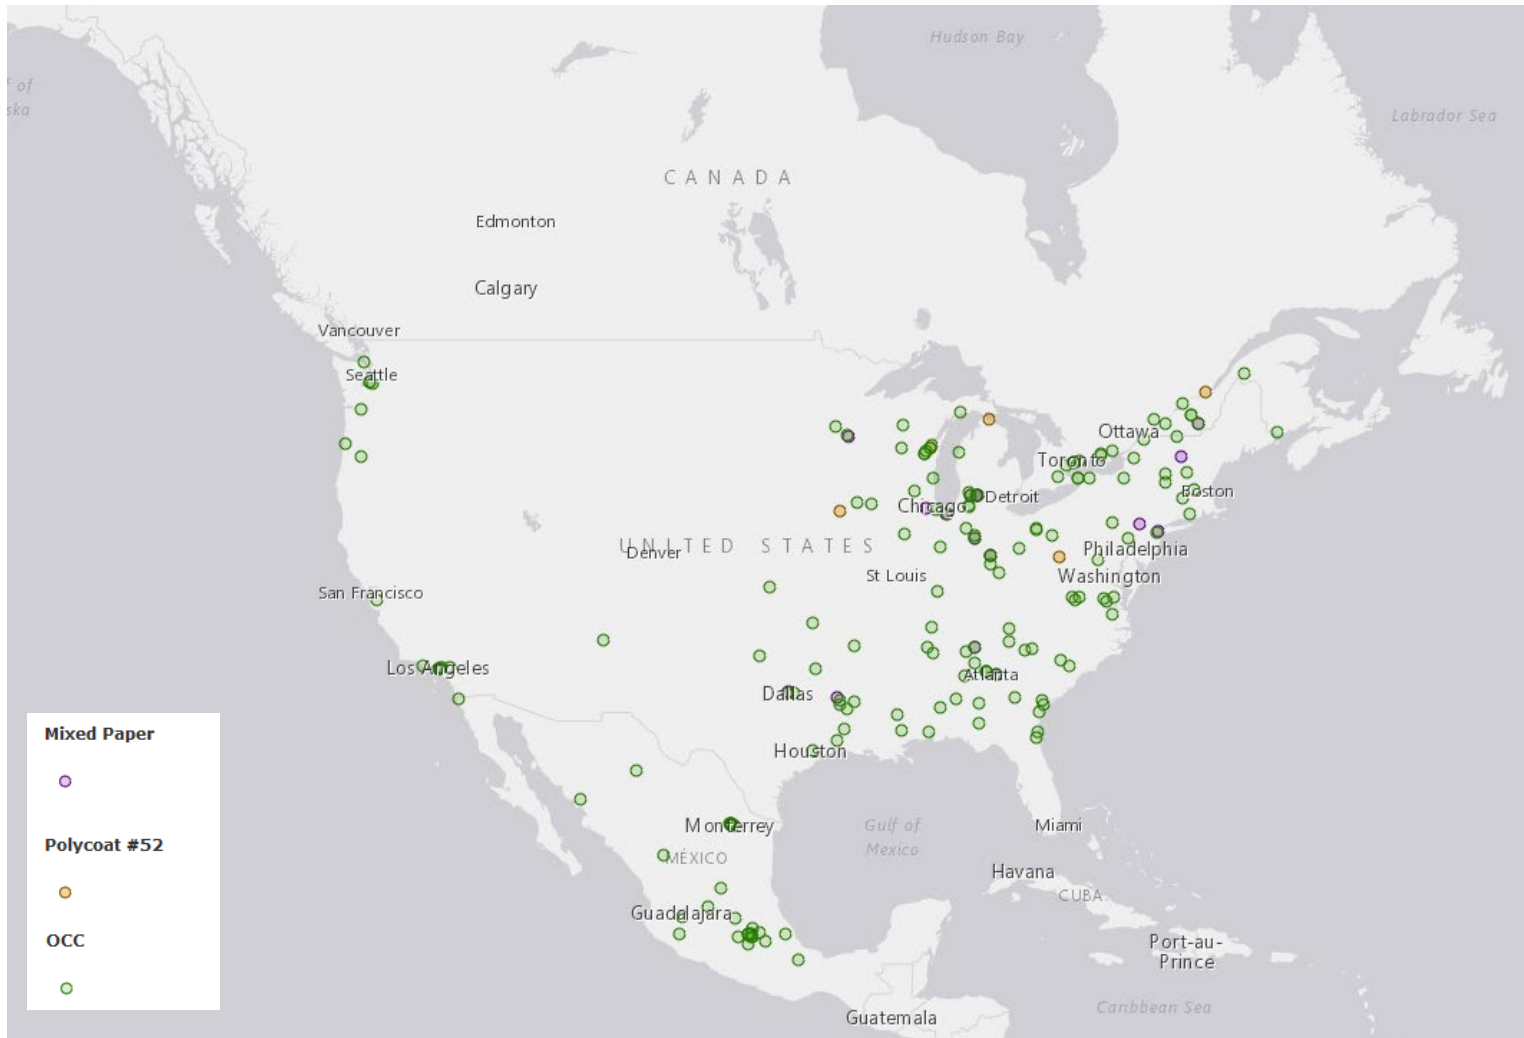 Hudson Bay
f of
ska
Labrador Sea
CANADA
Edmonton
Calgary
Vancouver
Seattle
Ottawa
Toronto
Boston
Detroit
Chicago
UNITED STATES
Denver
Philadelphia
St Louis
Washington
San Francisco
Los Angeles
Atlanta
Dallas
Houston
Mixed Paper
Monterrey
Gulf of
Mexico
Miami
Polycoat #52
MÉXICO
Havana
CUBA
Guadalajara
OCC
Port-au-
Prince
Caribbean Sea
Guatemala